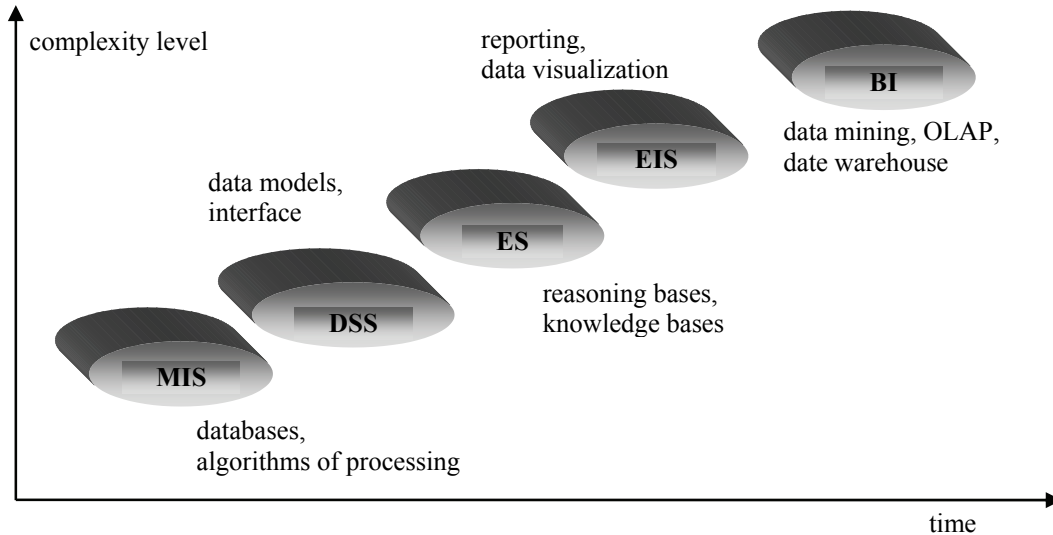 complexity level
reporting,
data visualization
BI
data mining, OLAP,
date warehouse
EIS
data models,
interface
ES
reasoning bases,
knowledge bases
DSS
MIS
databases,
algorithms of processing
time